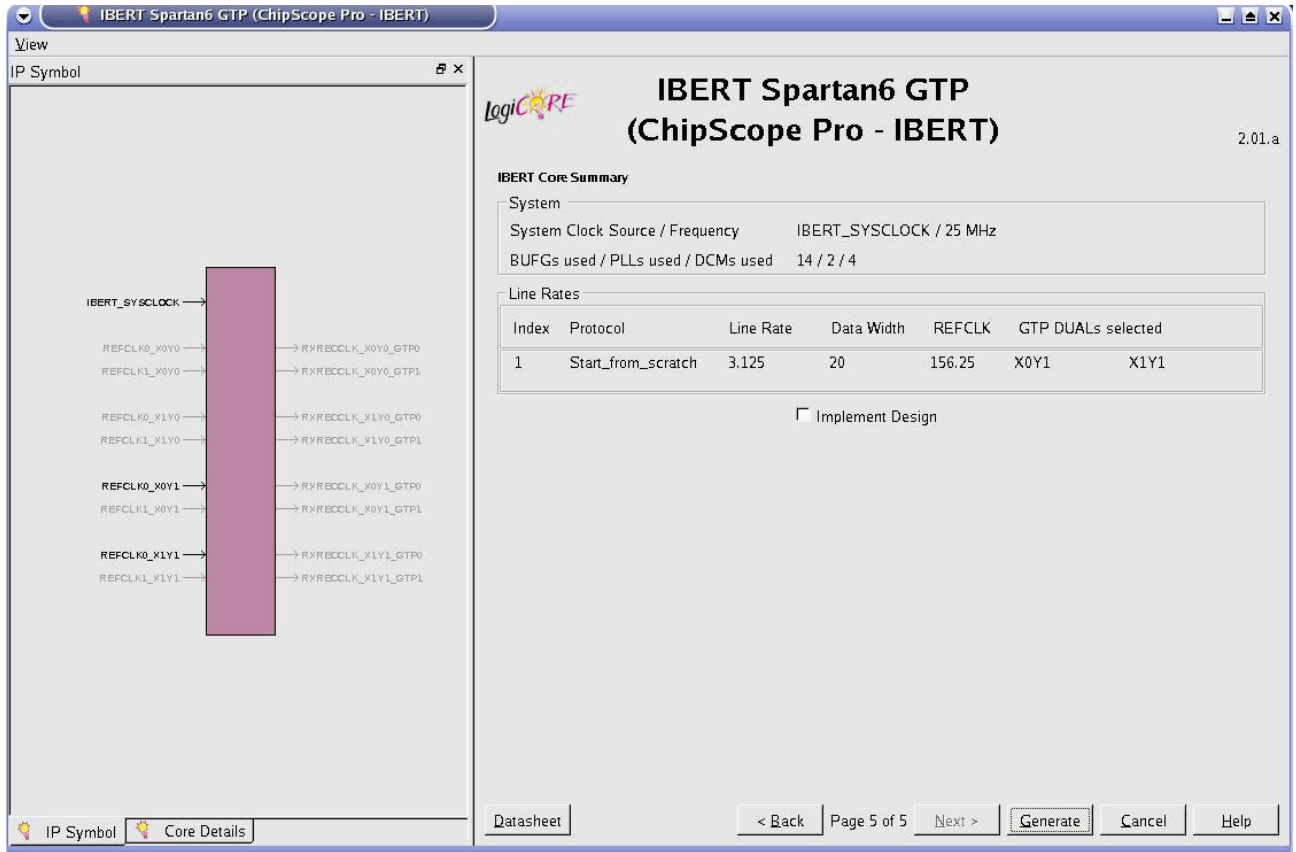 IBERT Spartan6 GTP (ChipScope Pro - IBERT)
View
IP Symbol
IBERT_SYSCLOCK
REFCLK0_X0Y0
RXRECCLK_X0Y0_GTP0
REFCLK1_X0Y0
RXRECCLK_X0Y0_GTP1
REFCLK0_X1Y0
RXRECCLK_X1Y0_GTP0
REFCLK1_X1Y0
RXRECCLK_X1Y0_GTP1
REFCLK0_X0Y1
RXRECCLK_X0Y1_GTP0
REFCLK1_X0Y1
RXRECCLK_X0Y1_GTP1
REFCLK0_X1Y1
RXRECCLK_X1Y1_GTP0
REFCLK1_X1Y1
RXRECCLK_X1Y1_GTP1
IP Symbol
Core Details
logiCORE
IBERT Spartan6 GTP
(ChipScope Pro - IBERT)
2.01.a
IBERT Core Summary
System
System Clock Source / Frequency IBERT_SYSCLOCK / 25 MHz
BUFGs used / PLLs used / DCMs used 14 / 2 / 4
Line Rates
Index Protocol Line Rate Data Width REFCLK GTP DUALs selected
1 Start_from_scratch 3.125 20 156.25 X0Y1 X1Y1
Implement Design
Datasheet
< Back Page 5 of 5 Next > Generate Cancel Help